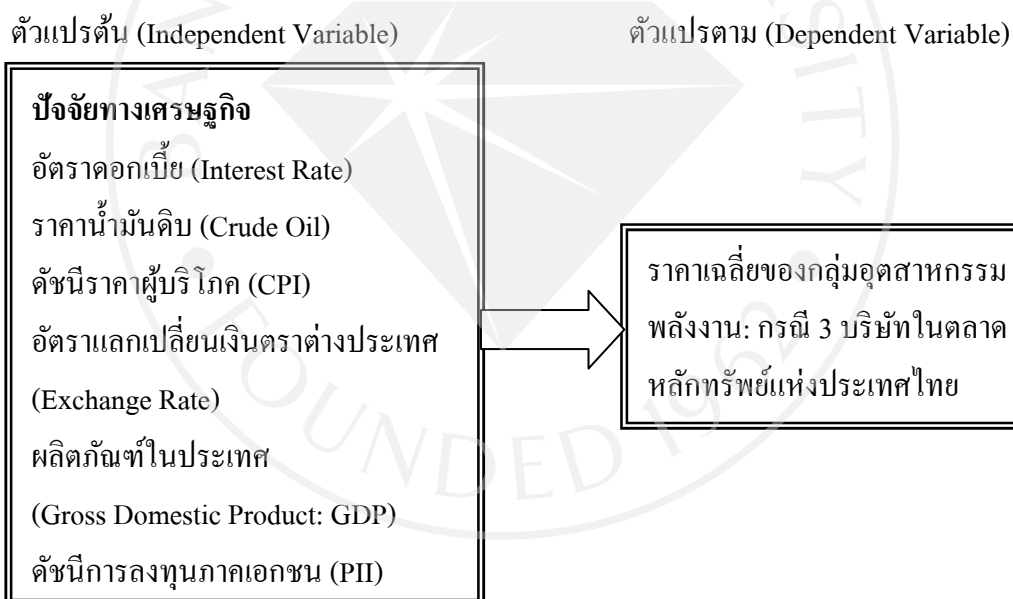 ตัวแปรต้น (Independent Variable)
ตัวแปรตาม (Dependent Variable)
ปัจจัยทางเศรษฐกิจ
อัตราดอกเบี้ย (Interest Rate)
ราคาน้ำมันดิบ (Crude Oil)
ดัชนีราคาผู้บริโภค (CPI)
อัตราแลกเปลี่ยนเงินตราต่างประเทศ
(Exchange Rate)
ผลิตภัณฑ์ในประเทศ
(Gross Domestic Product: GDP)
ดัชนีการลงทุนภาคเอกชน (PII)
ราคาเฉลี่ยของกลุ่มอุตสาหกรรม
พลังงาน: กรณี 3 บริษัทในตลาด
หลักทรัพย์แห่งประเทศไทย
FOUNDED 1962